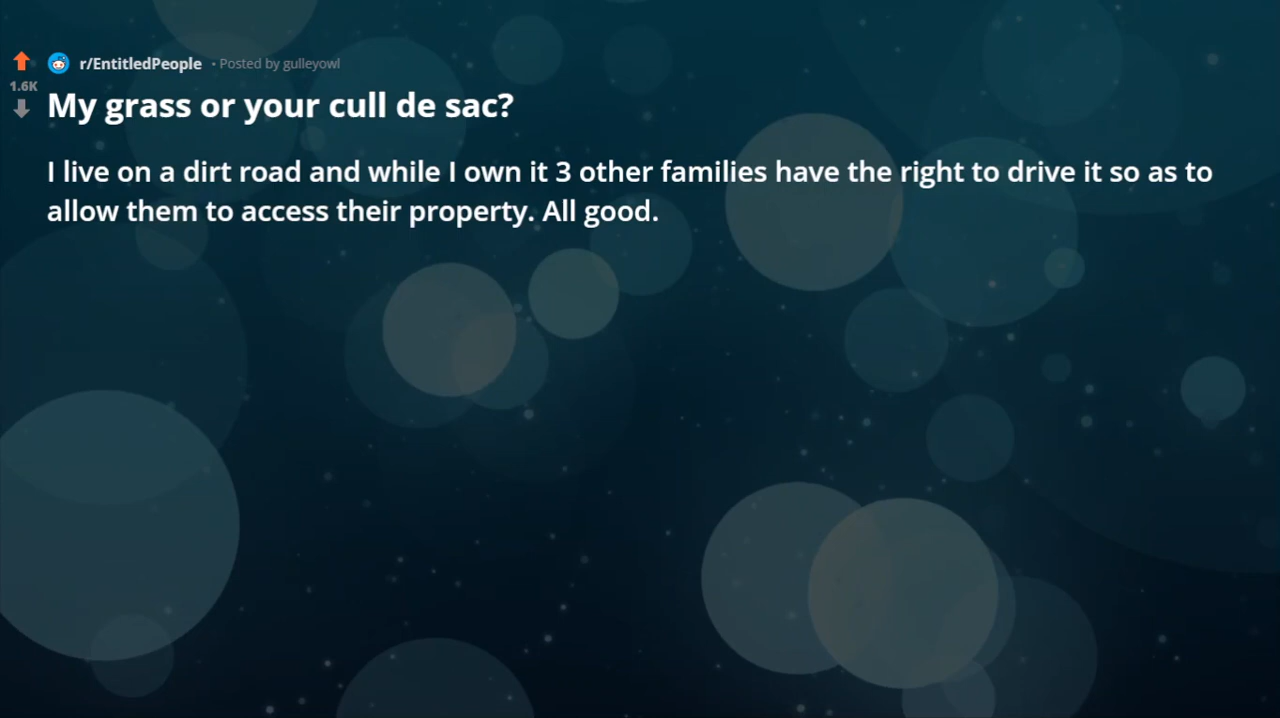 r/EntitledPeople • Posted by gulleyowl
1.6K
My grass or your cull de sac?
I live on a dirt road and while I own it 3 other families have the right to drive it so as to
allow them to access their property. All good.